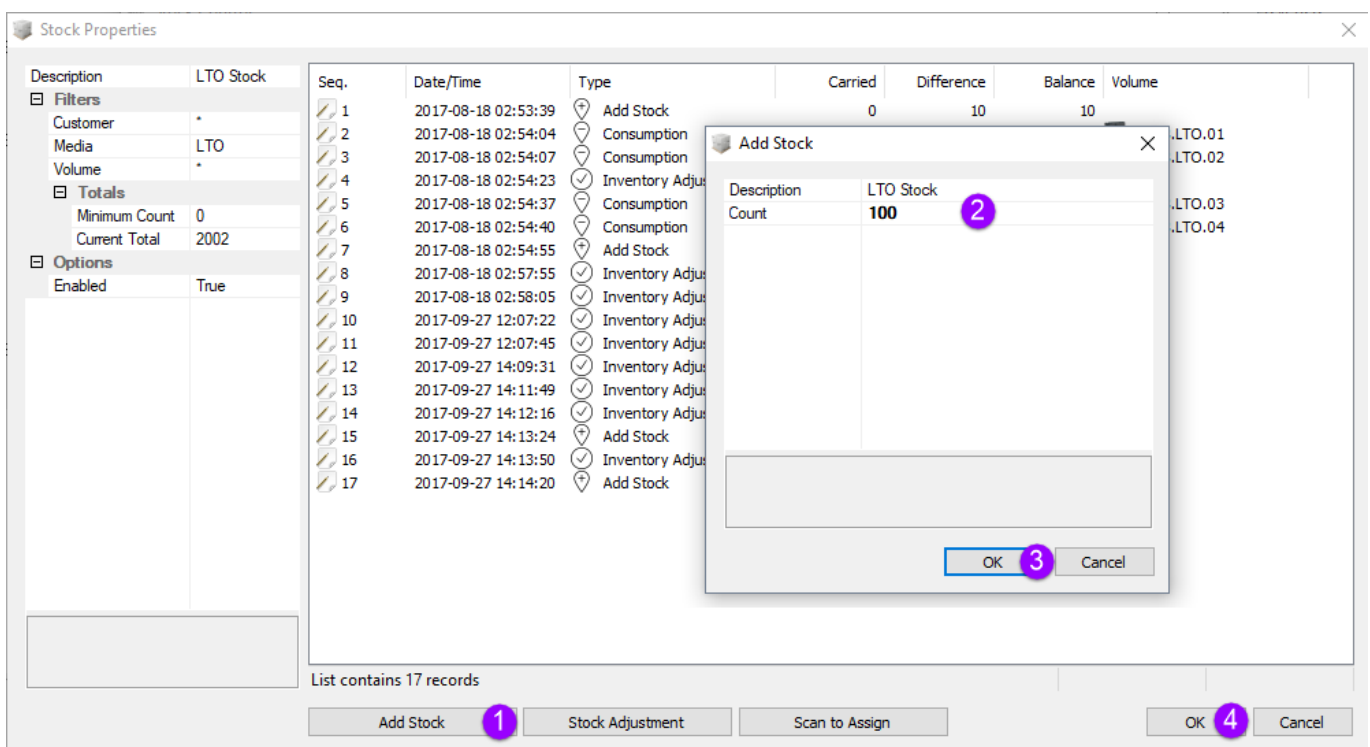 Stock Properties
Description LTO Stock
Filters
Customer *
Media LTO
Volume *
Totals
Minimum Count 0
Current Total 2002
Options
Enabled True
Seq. Date/Time Type Carried Difference Balance Volume
1 2017-08-18 02:53:39 Add Stock 0 10 10
2 2017-08-18 02:54:04 Consumption .LTO.01
3 2017-08-18 02:54:07 Consumption .LTO.02
4 2017-08-18 02:54:23 Inventory Adju
5 2017-08-18 02:54:37 Consumption .LTO.03
6 2017-08-18 02:54:40 Consumption .LTO.04
7 2017-08-18 02:54:55 Add Stock
8 2017-08-18 02:57:55 Inventory Adju
9 2017-08-18 02:58:05 Inventory Adju
10 2017-09-27 12:07:22 Inventory Adju
11 2017-09-27 12:07:45 Inventory Adju
12 2017-09-27 14:09:31 Inventory Adju
13 2017-09-27 14:11:49 Inventory Adju
14 2017-09-27 14:12:16 Inventory Adju
15 2017-09-27 14:13:24 Add Stock
16 2017-09-27 14:13:50 Inventory Adju
17 2017-09-27 14:14:20 Add Stock
Add Stock
Description LTO Stock
Count 100 2
OK 3 Cancel
List contains 17 records
Add Stock 1 Stock Adjustment Scan to Assign OK 4 Cancel